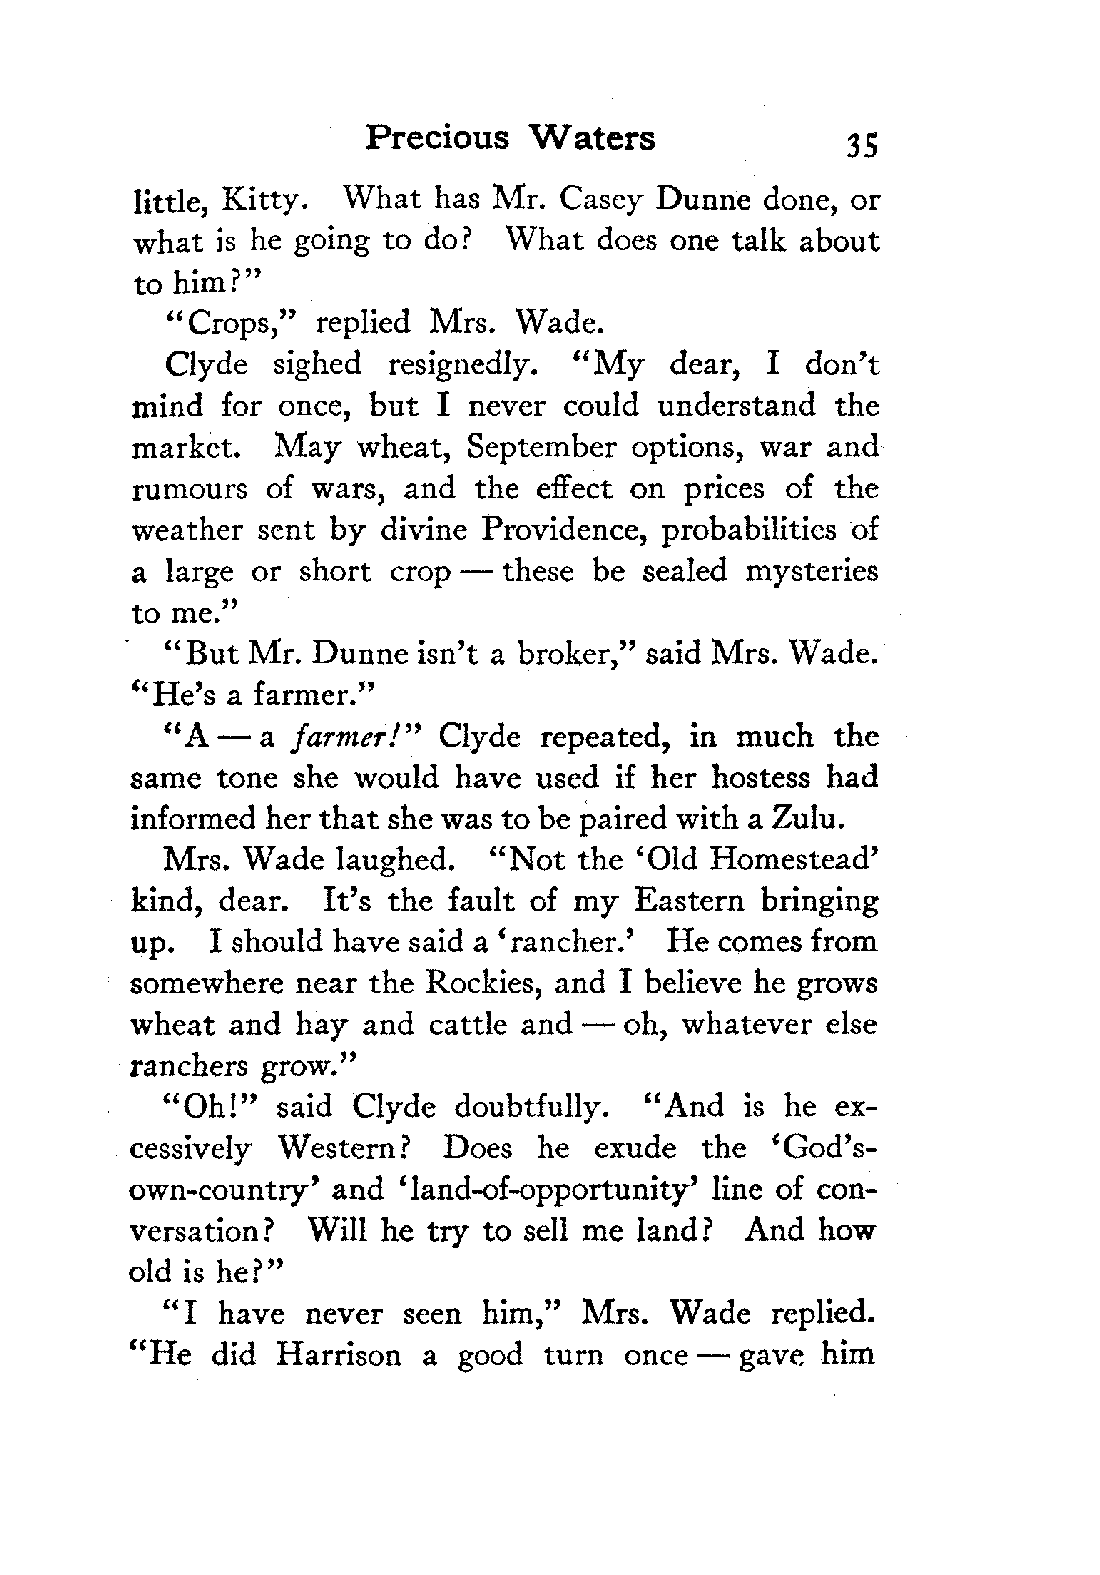 Precious Waters 35
little, Kitty. What has Mr. Casey Dunne done, or
what is he going to do? What does one talk about
to him?"
"Crops," replied Mrs. Wade.
Clyde sighed resignedly. "My dear, I don't
mind for once, but I never could understand the
market. May wheat, September options, war and
rumours of wars, and the effect on prices of the
weather sent by divine Providence, probabilities of
a large or short crop — these be sealed mysteries
to me."
"But Mr. Dunne isn't a broker," said Mrs. Wade.
"He's a farmer."
"A — a farmer!" Clyde repeated, in much the
same tone she would have used if her hostess had
informed her that she was to be paired with a Zulu.
Mrs. Wade laughed. "Not the 'Old Homestead'
kind, dear. It's the fault of my Eastern bringing
up. I should have said a 'rancher.' He comes from
somewhere near the Rockies, and I believe he grows
wheat and hay and cattle and — oh, whatever else
ranchers grow."
"Oh!" said Clyde doubtfully. "And is he ex-
cessively Western? Does he exude the 'God's-
own-country' and 'land-of-opportunity' line of con-
versation? Will he try to sell me land? And how
old is he?"
"I have never seen him," Mrs. Wade replied.
"He did Harrison a good turn once — gave him